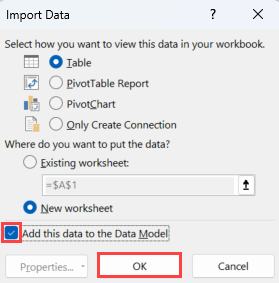 Import Data
?
×
Select how you want to view this data in your workbook.
Table
PivotTable Report
PivotChart
Only Create Connection
Where do you want to put the data?
Existing worksheet:
=$A$1
New worksheet
Add this data to the Data Model
Properties...
OK
Cancel